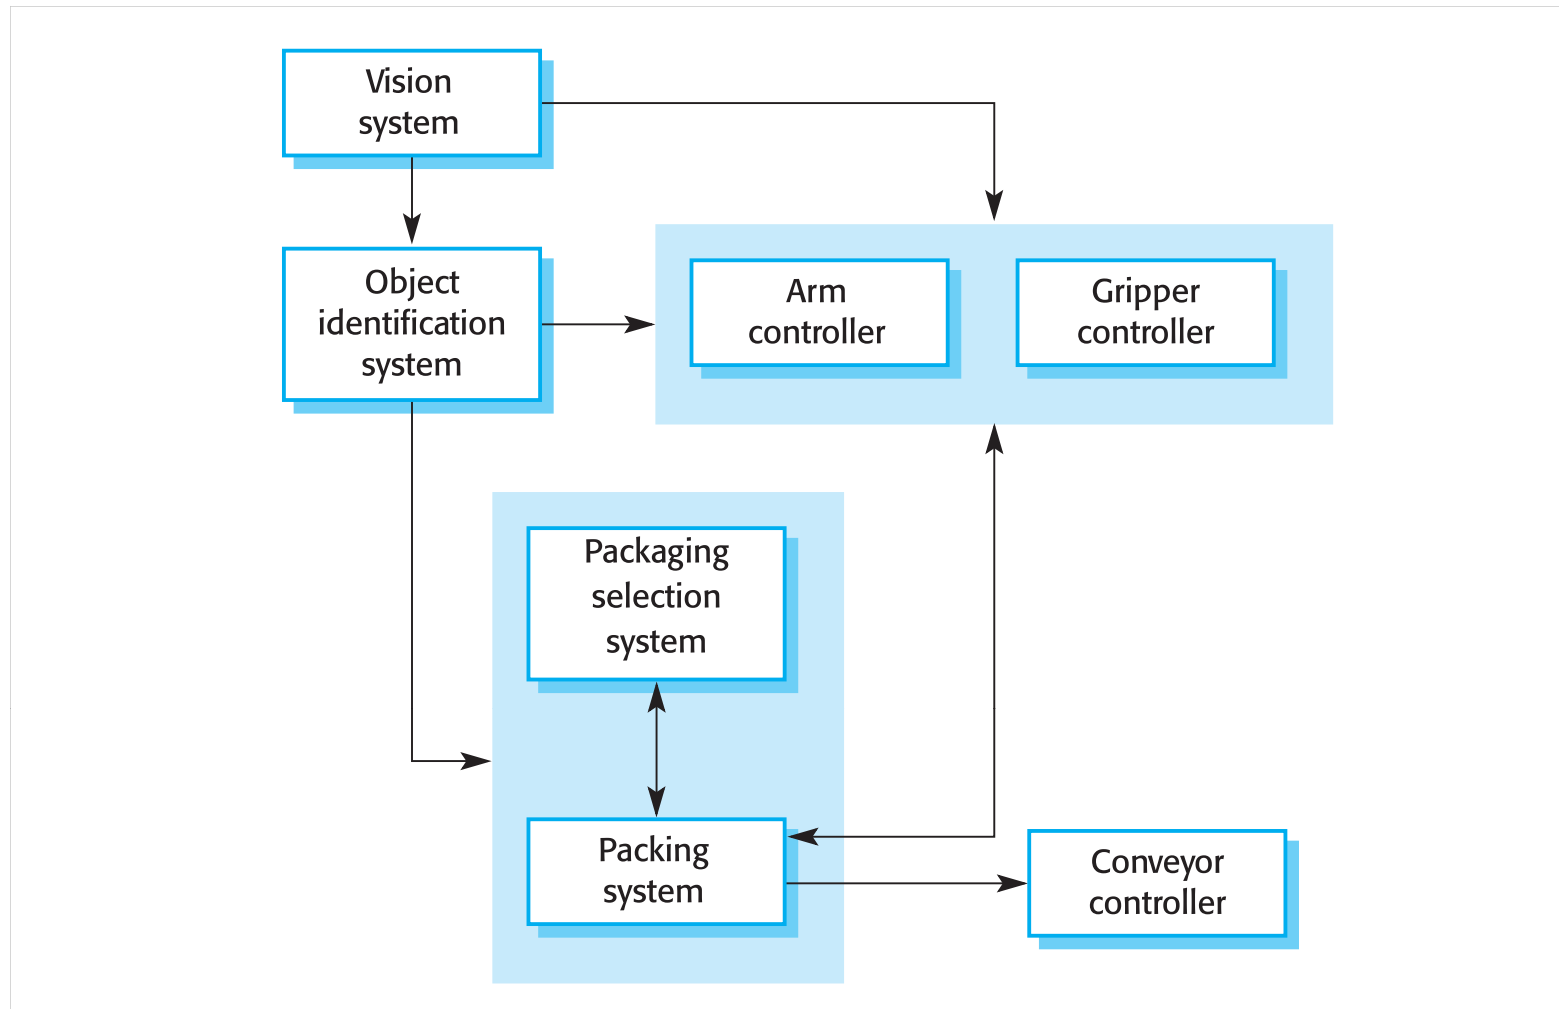 Vision
system
Object
identification
system
Arm
controller
Gripper
controller
Packaging
selection
system
Packing
system
Conveyor
controller